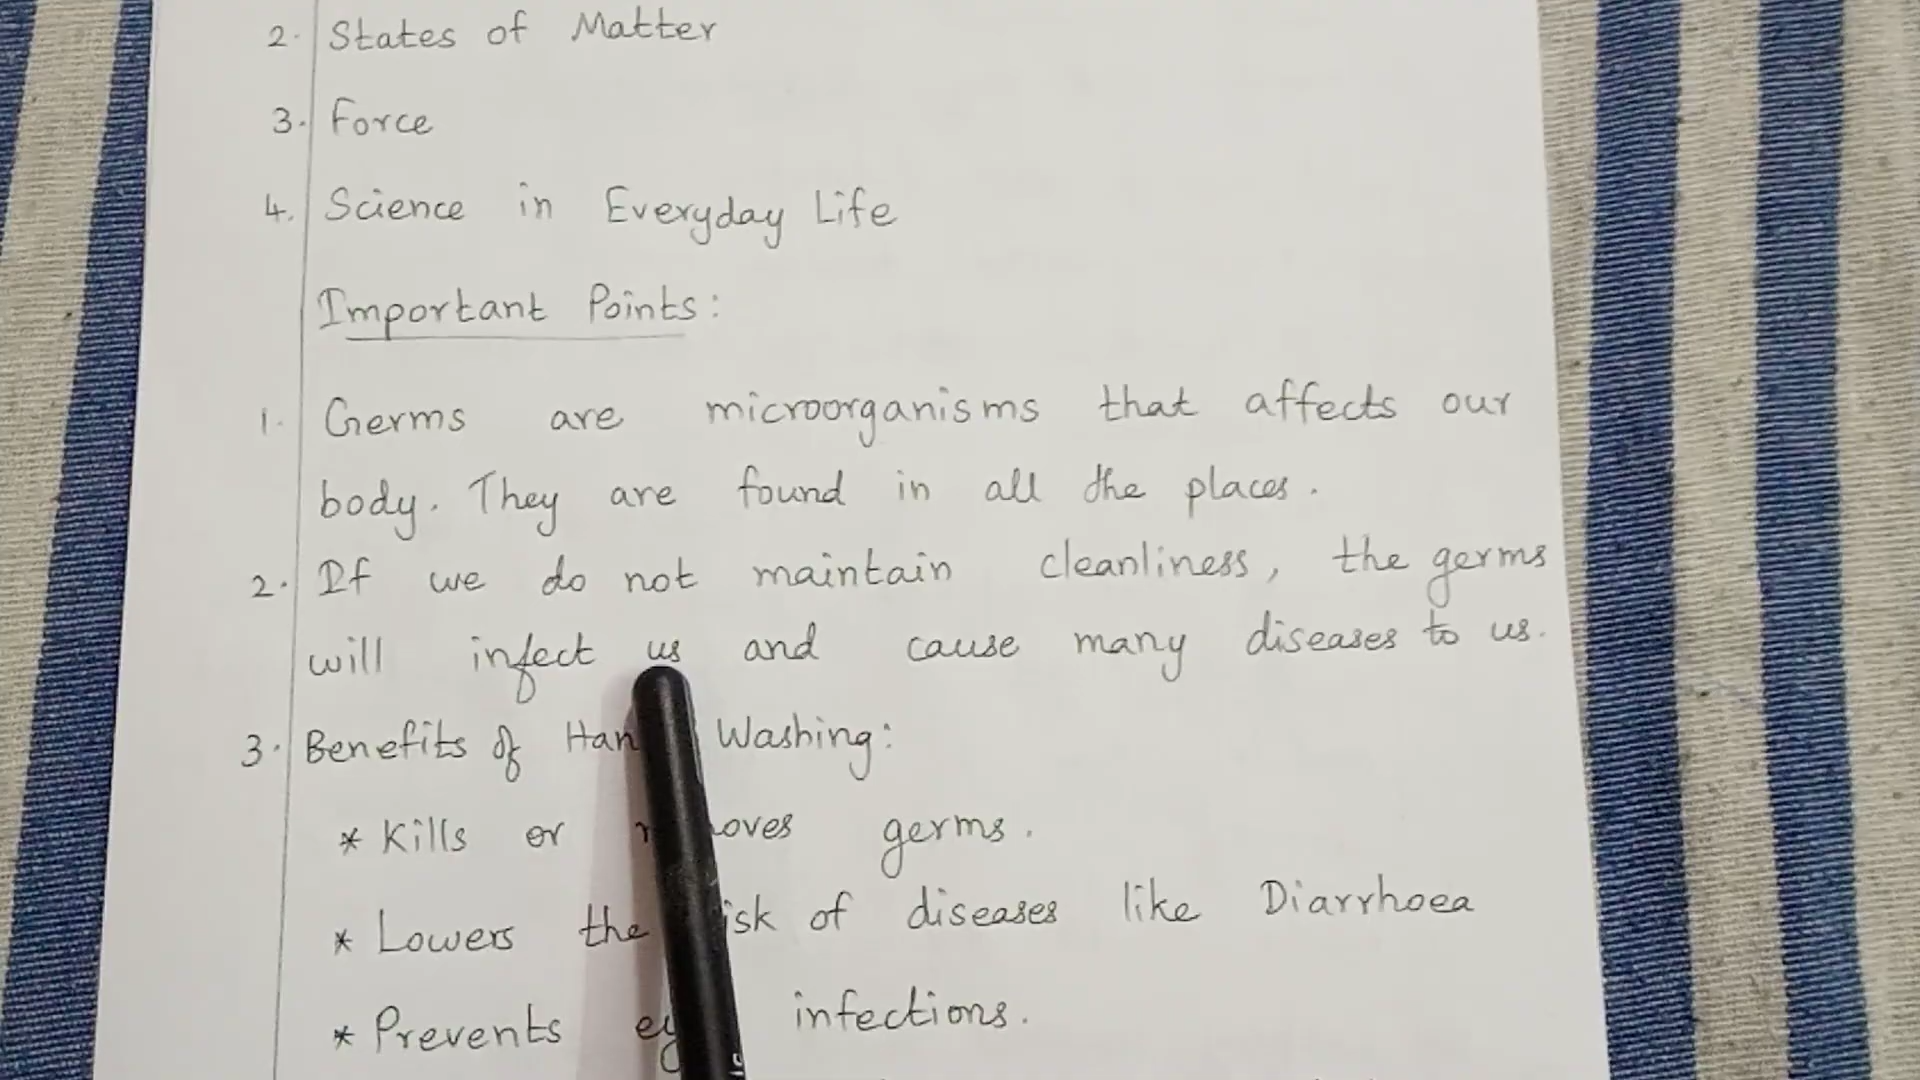 2. States of Matter
3. Force
4. Science in Everyday Life
Important Points:
1. Germs are microorganisms that affects our
body. They are found in all the places.
2. If we do not maintain cleanliness, the germs
will infect us and cause many diseases to us.
3. Benefits of Washing:
* Kills or germs.
* Lowers the of diseases like Diarrhoea
* Prevents infections.